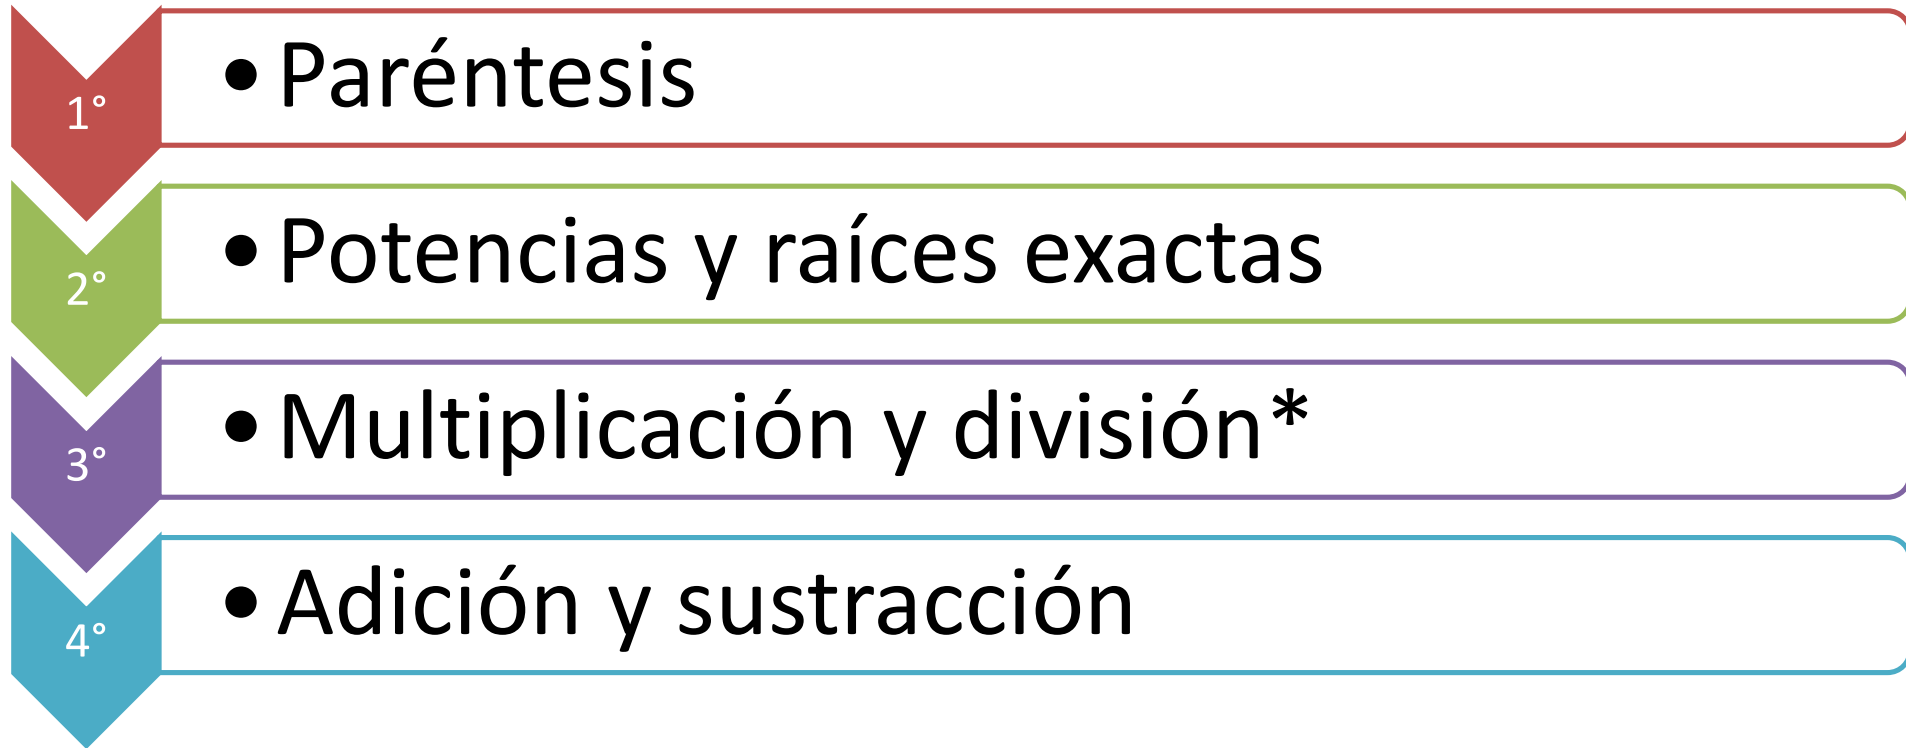 1° • Paréntesis
2° • Potencias y raíces exactas
3° • Multiplicación y división*
4° • Adición y sustracción